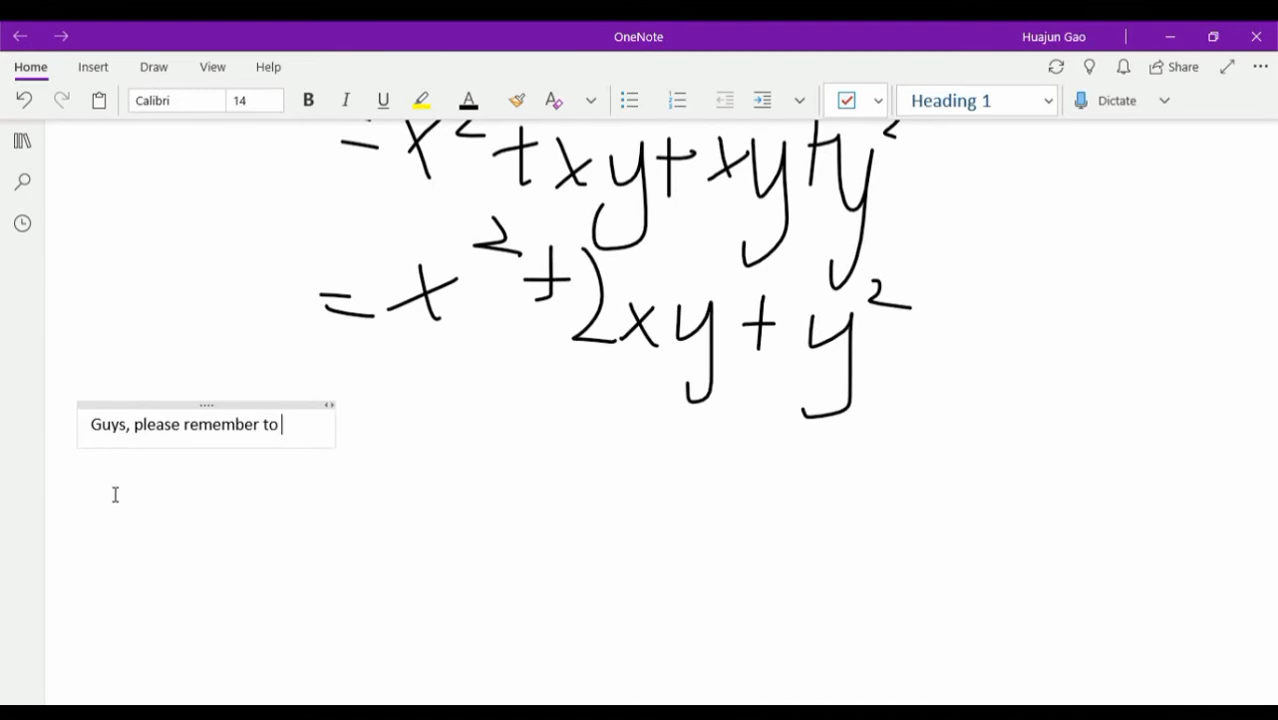 OneNote
Huajun Gao
Home Insert Draw View Help
Share
Calibri 14 B I U A A Heading 1 Dictate
= x² + xy + xy + y²
= x² + 2xy + y²
Guys, please remember to